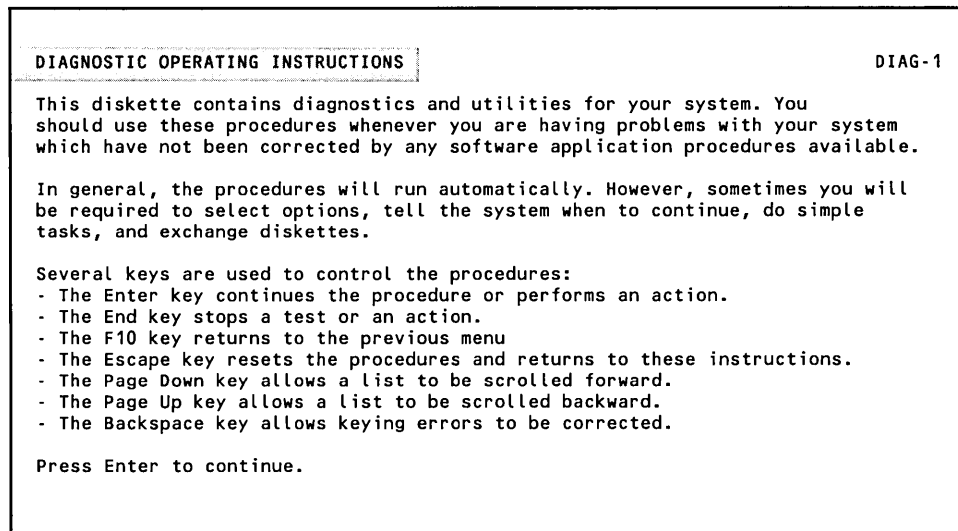 DIAGNOSTIC OPERATING INSTRUCTIONS DIAG-1
This diskette contains diagnostics and utilities for your system. You
should use these procedures whenever you are having problems with your system
which have not been corrected by any software application procedures available.
In general, the procedures will run automatically. However, sometimes you will
be required to select options, tell the system when to continue, do simple
tasks, and exchange diskettes.
Several keys are used to control the procedures:
- The Enter key continues the procedure or performs an action.
- The End key stops a test or an action.
- The F10 key returns to the previous menu
- The Escape key resets the procedures and returns to these instructions.
- The Page Down key allows a list to be scrolled forward.
- The Page Up key allows a list to be scrolled backward.
- The Backspace key allows keying errors to be corrected.
Press Enter to continue.